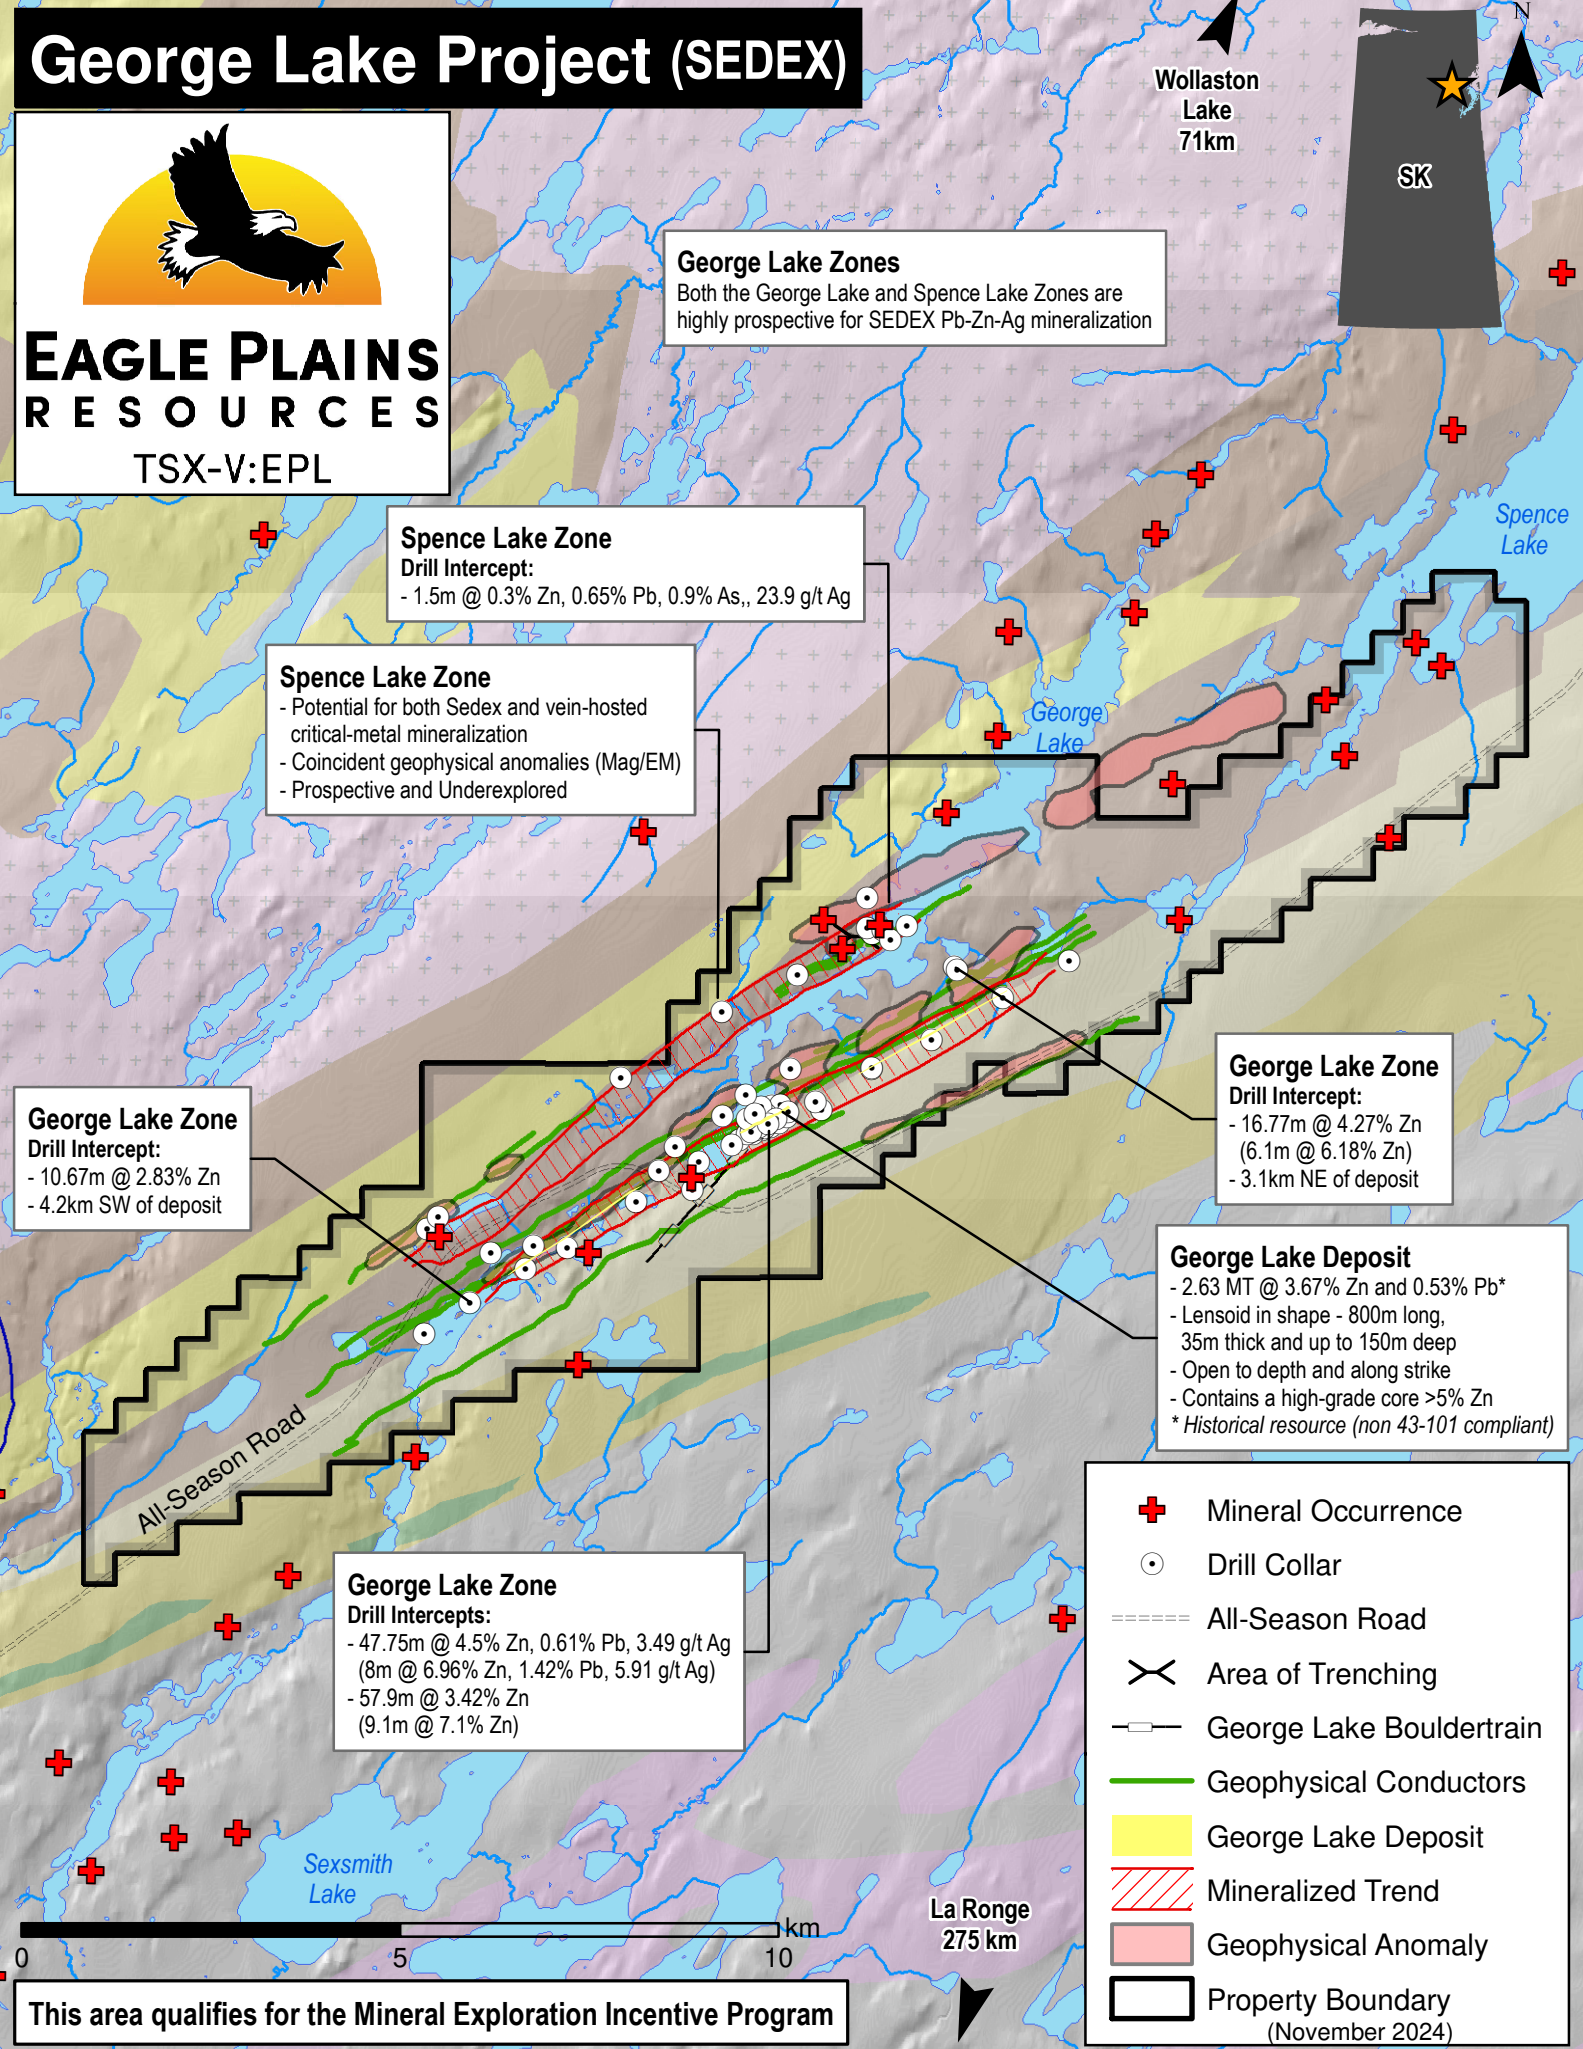 George Lake Project (SEDEX)
EAGLE PLAINS
RESOURCES
TSX-V:EPL
Wollaston
Lake
71km
N
SK
George Lake Zones
Both the George Lake and Spence Lake Zones are
highly prospective for SEDEX Pb-Zn-Ag mineralization
Spence Lake Zone
Drill Intercept:
- 1.5m @ 0.3% Zn, 0.65% Pb, 0.9% As,, 23.9 g/t Ag
Spence
Lake
Spence Lake Zone
- Potential for both Sedex and vein-hosted
critical-metal mineralization
- Coincident geophysical anomalies (Mag/EM)
- Prospective and Underexplored
George
Lake
George Lake Zone
Drill Intercept:
- 10.67m @ 2.83% Zn
- 4.2km SW of deposit
George Lake Zone
Drill Intercept:
- 16.77m @ 4.27% Zn
(6.1m @ 6.18% Zn)
- 3.1km NE of deposit
George Lake Deposit
- 2.63 MT @ 3.67% Zn and 0.53% Pb*
- Lensoid in shape - 800m long,
35m thick and up to 150m deep
- Open to depth and along strike
- Contains a high-grade core >5% Zn
* Historical resource (non 43-101 compliant)
All-Season Road
George Lake Zone
Drill Intercepts:
- 47.75m @ 4.5% Zn, 0.61% Pb, 3.49 g/t Ag
(8m @ 6.96% Zn, 1.42% Pb, 5.91 g/t Ag)
- 57.9m @ 3.42% Zn
(9.1m @ 7.1% Zn)
Mineral Occurrence
Drill Collar
All-Season Road
Area of Trenching
George Lake Bouldertrain
Geophysical Conductors
George Lake Deposit
Mineralized Trend
Geophysical Anomaly
Property Boundary
(November 2024)
Sexsmith
Lake
La Ronge
275 km
km
0 5 10
This area qualifies for the Mineral Exploration Incentive Program